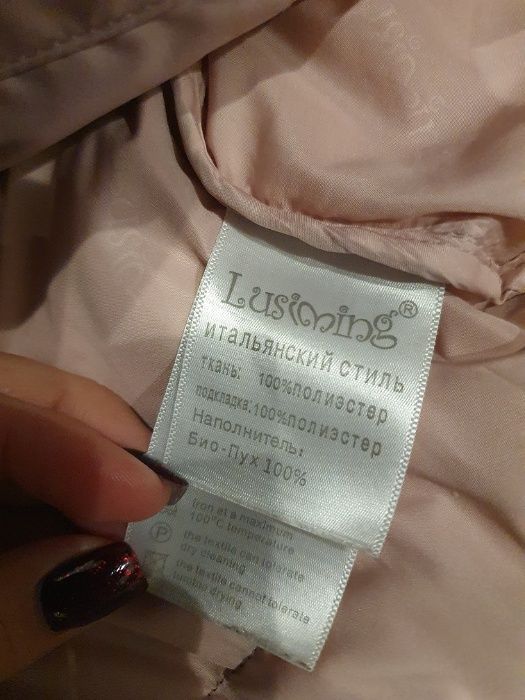 Lusiming®
ИТАЛЬЯНСКИЙ СТИЛЬ
ТКАНЬ: 100%ПОЛИЭСТЕР
ПОДКЛАДКА:100%ПОЛИЭСТЕР
Наполнитель:
Био-Пух 100%
Iron at a maximum
100°C temperature
P
the textile can tolerate
dry cleaning
the textile cannot tolerate
tumble drying